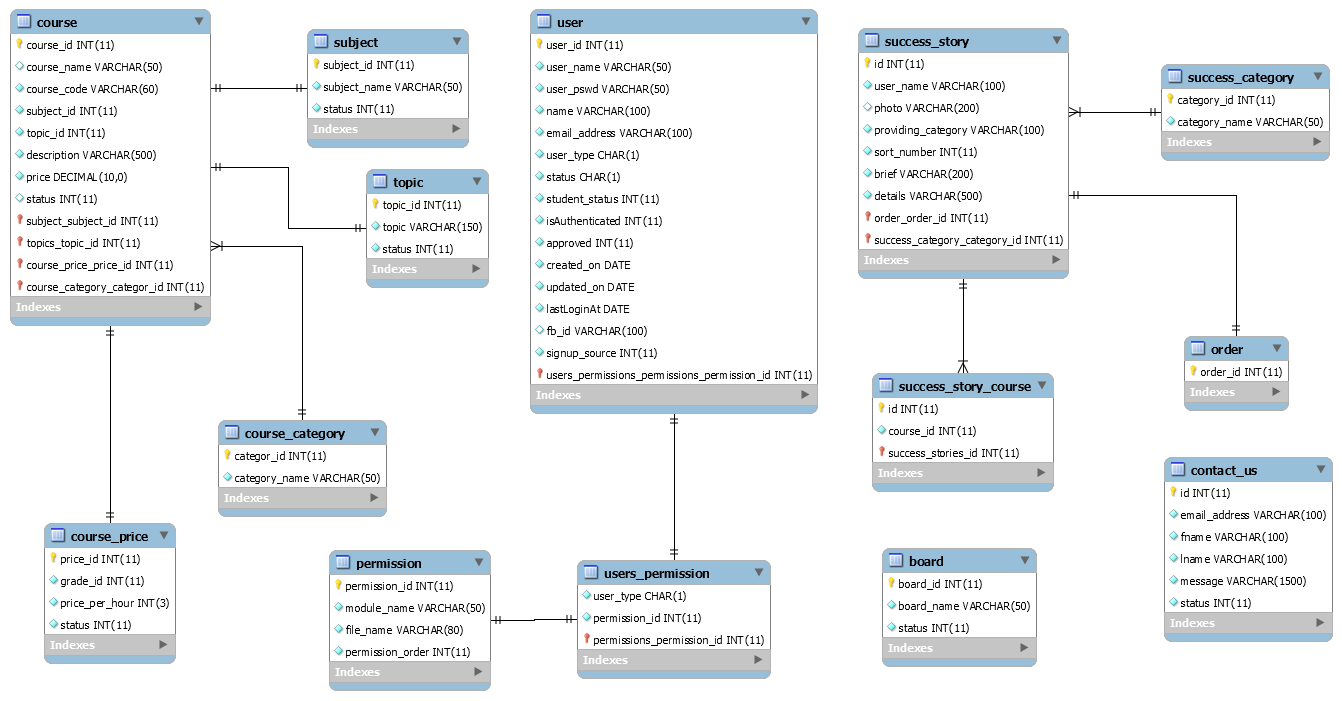 course
course_id INT(11)
course_name VARCHAR(50)
course_code VARCHAR(60)
subject_id INT(11)
topic_id INT(11)
description VARCHAR(500)
price DECIMAL(10,0)
status INT(11)
subject_subject_id INT(11)
topics_topic_id INT(11)
course_price_price_id INT(11)
course_category_categor_id INT(11)
Indexes
subject
subject_id INT(11)
subject_name VARCHAR(50)
status INT(11)
Indexes
topic
topic_id INT(11)
topic VARCHAR(150)
status INT(11)
Indexes
course_category
categor_id INT(11)
category_name VARCHAR(50)
Indexes
course_price
price_id INT(11)
grade_id INT(11)
price_per_hour INT(3)
status INT(11)
Indexes
permission
permission_id INT(11)
module_name VARCHAR(50)
file_name VARCHAR(80)
permission_order INT(11)
Indexes
user
user_id INT(11)
user_name VARCHAR(50)
user_pswd VARCHAR(50)
name VARCHAR(100)
email_address VARCHAR(100)
user_type CHAR(1)
status CHAR(1)
student_status INT(11)
isAuthenticated INT(11)
approved INT(11)
created_on DATE
updated_on DATE
lastLoginAt DATE
fb_id VARCHAR(100)
signup_source INT(11)
users_permissions_permissions_permission_id INT(11)
Indexes
users_permission
user_type CHAR(1)
permission_id INT(11)
permissions_permission_id INT(11)
Indexes
success_story
id INT(11)
user_name VARCHAR(100)
photo VARCHAR(200)
providing_category VARCHAR(100)
sort_number INT(11)
brief VARCHAR(200)
details VARCHAR(500)
order_order_id INT(11)
success_category_category_id INT(11)
Indexes
success_category
category_id INT(11)
category_name VARCHAR(50)
Indexes
order
order_id INT(11)
Indexes
success_story_course
id INT(11)
course_id INT(11)
success_stories_id INT(11)
Indexes
contact_us
id INT(11)
email_address VARCHAR(100)
fname VARCHAR(100)
lname VARCHAR(100)
message VARCHAR(1500)
status INT(11)
Indexes
board
board_id INT(11)
board_name VARCHAR(50)
status INT(11)
Indexes